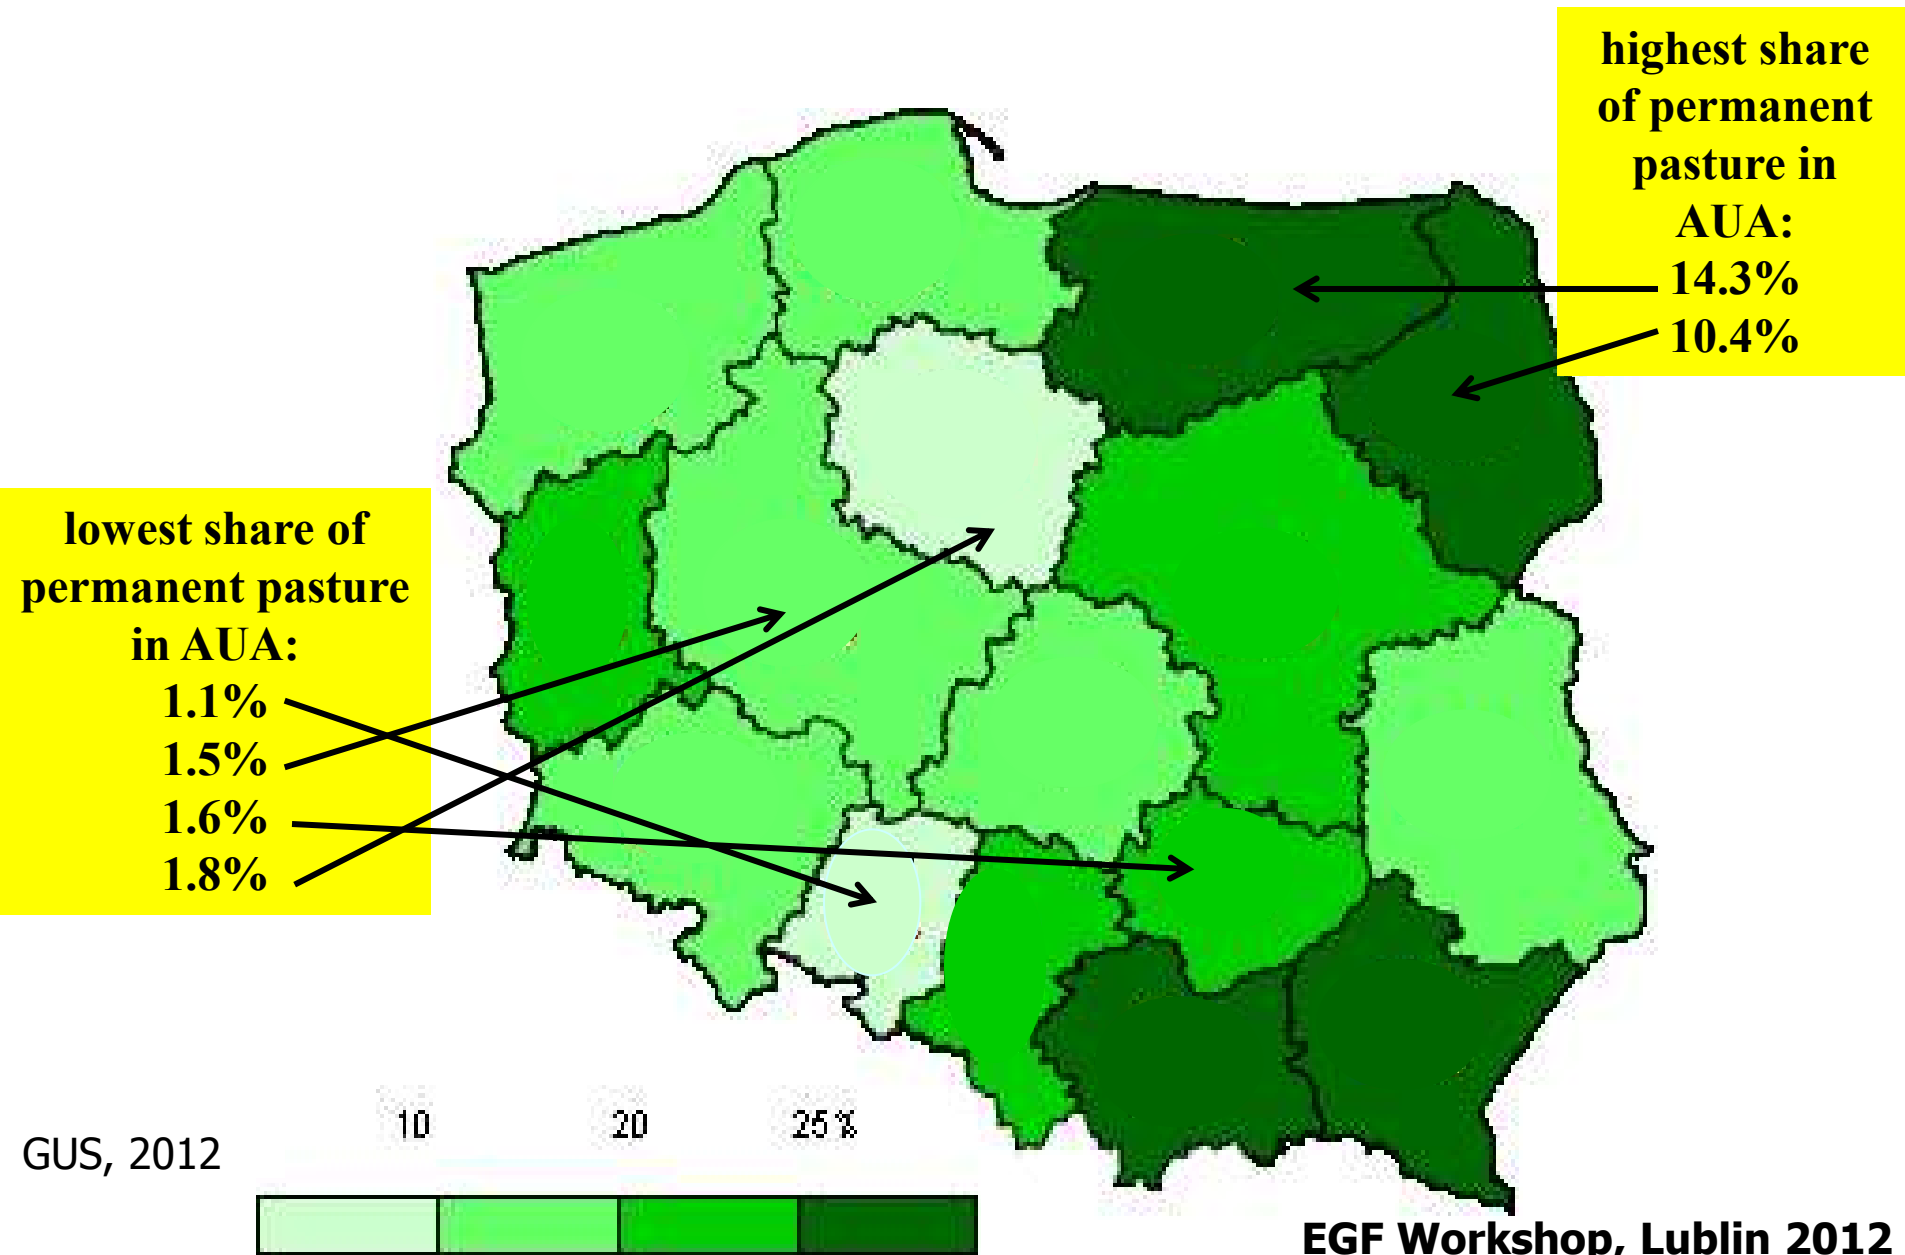 highest share
of permanent
pasture in
AUA:
14.3%
10.4%
lowest share of
permanent pasture
in AUA:
1.1%
1.5%
1.6%
1.8%
10 20 25%
GUS, 2012
EGF Workshop, Lublin 2012